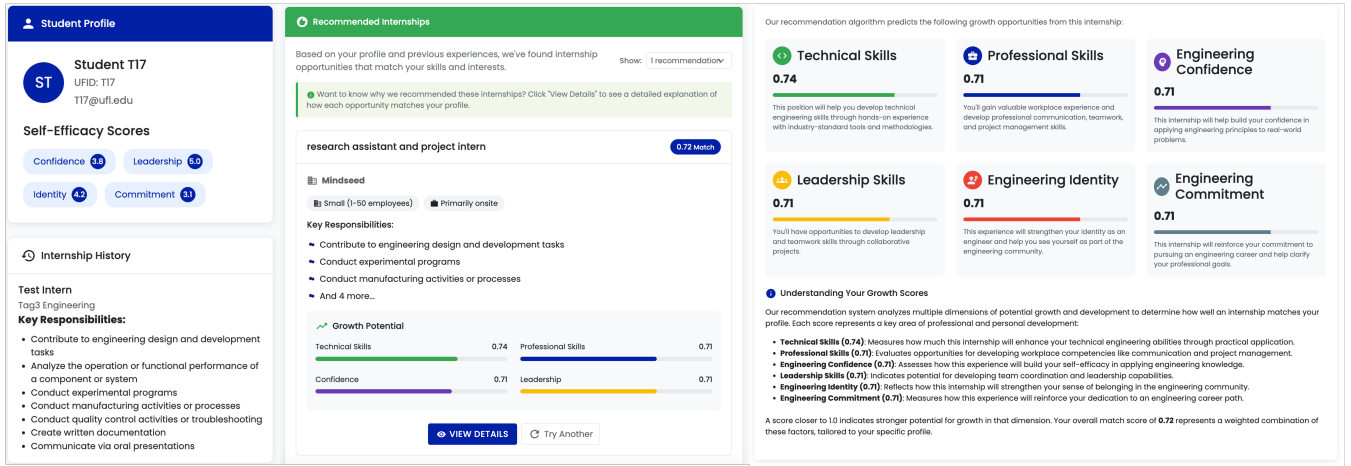 Student Profile
ST
Student T17
UFID: T17
T17@ufl.edu
Self-Efficacy Scores
Confidence 3.8
Leadership 5.0
Identity 4.2
Commitment 3.1
Internship History
Test Intern
Tag3 Engineering
Key Responsibilities:
Contribute to engineering design and development
tasks
Analyze the operation or functional performance of
a component or system
Conduct experimental programs
Conduct manufacturing activities or processes
Conduct quality control activities or troubleshooting
Create written documentation
Communicate via oral presentations
Recommended Internships
Based on your profile and previous experiences, we've found internship
opportunities that match your skills and interests.
Show: 1 recommendation
Want to know why we recommended these internships? Click "View Details" to see a detailed explanation of
how each opportunity matches your profile.
research assistant and project intern
0.72 Match
Mindseed
Small (1-50 employees)
Primarily onsite
Key Responsibilities:
Contribute to engineering design and development tasks
Conduct experimental programs
Conduct manufacturing activities or processes
And 4 more...
Growth Potential
Technical Skills 0.74
Professional Skills 0.71
Confidence 0.71
Leadership 0.71
VIEW DETAILS
Try Another
Our recommendation algorithm predicts the following growth opportunities from this internship:
Technical Skills
0.74
This position will help you develop technical
engineering skills through hands-on experience
with industry-standard tools and methodologies.
Professional Skills
0.71
You'll gain valuable workplace experience and
develop professional communication, teamwork,
and project management skills.
Engineering
Confidence
0.71
This internship will help build your confidence in
applying engineering principles to real-world
problems.
Leadership Skills
0.71
You'll have opportunities to develop leadership
and teamwork skills through collaborative
projects.
Engineering Identity
0.71
This experience will strengthen your identity as an
engineer and help you see yourself as part of the
engineering community.
Engineering
Commitment
0.71
This internship will reinforce your commitment to
pursuing an engineering career and help clarify
your professional goals.
Understanding Your Growth Scores
Our recommendation system analyzes multiple dimensions of potential growth and development to determine how well an internship matches your
profile. Each score represents a key area of professional and personal development:
Technical Skills (0.74): Measures how much this internship will enhance your technical engineering abilities through practical application.
Professional Skills (0.71): Evaluates opportunities for developing workplace competencies like communication and project management.
Engineering Confidence (0.71): Assesses how this experience will build your self-efficacy in applying engineering knowledge.
Leadership Skills (0.71): Indicates potential for developing team coordination and leadership capabilities.
Engineering Identity (0.71): Reflects how this internship will strengthen your sense of belonging in the engineering community.
Engineering Commitment (0.71): Measures how this experience will reinforce your dedication to an engineering career path.
A score closer to 1.0 indicates stronger potential for growth in that dimension. Your overall match score of 0.72 represents a weighted combination of
these factors, tailored to your specific profile.